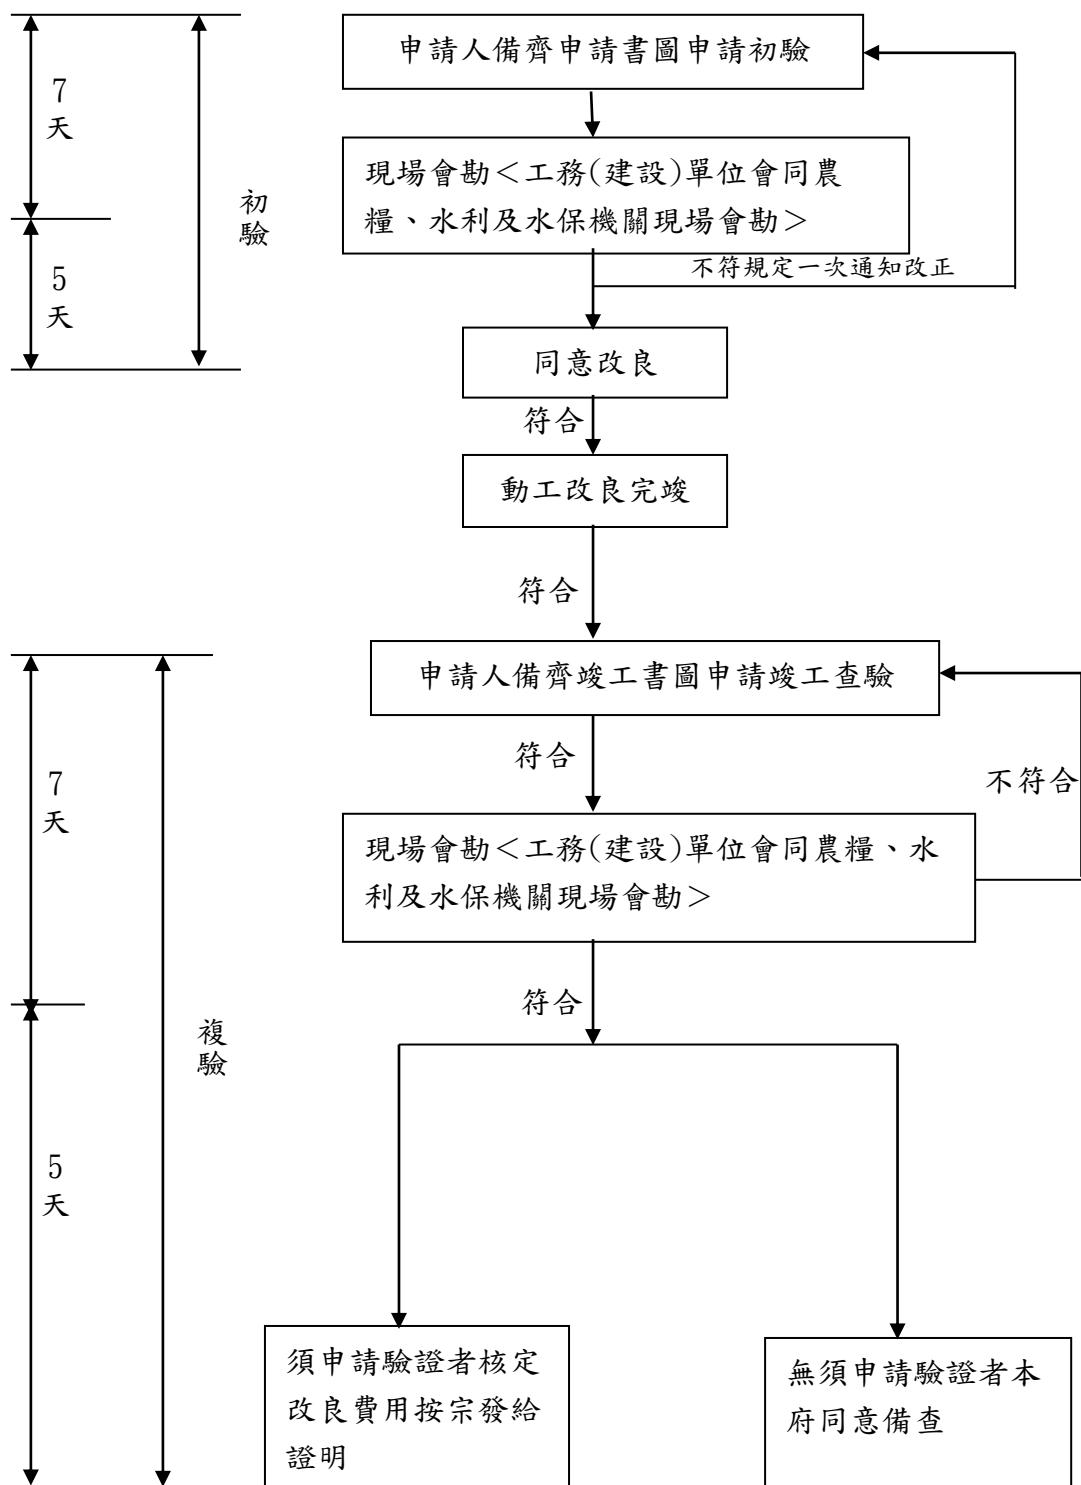 申請人備齊申請書圖申請初驗
7
天
現場會勘＜工務(建設)單位會同農
糧、水利及水保機關現場會勘＞
初
驗
不符規定一次通知改正
5
天
同意改良
符合
動工改良完竣
符合
申請人備齊竣工書圖申請竣工查驗
符合
不符合
7
天
現場會勘＜工務(建設)單位會同農糧、水
利及水保機關現場會勘＞
符合
複
驗
5
天
須申請驗證者核定
改良費用按宗發給
證明
無須申請驗證者本
府同意備查